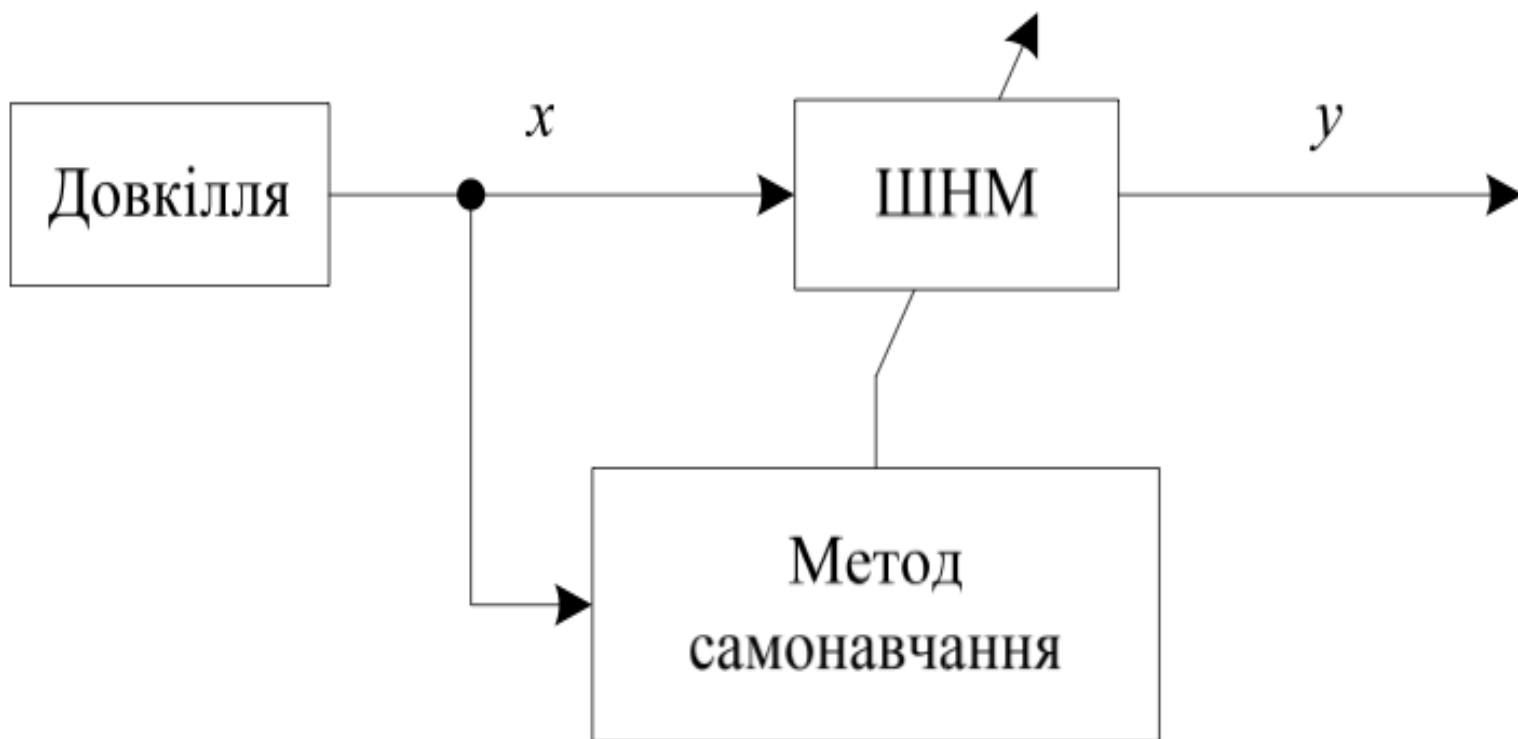 x
y
Довкілля
ШНМ
Метод
самонавчання